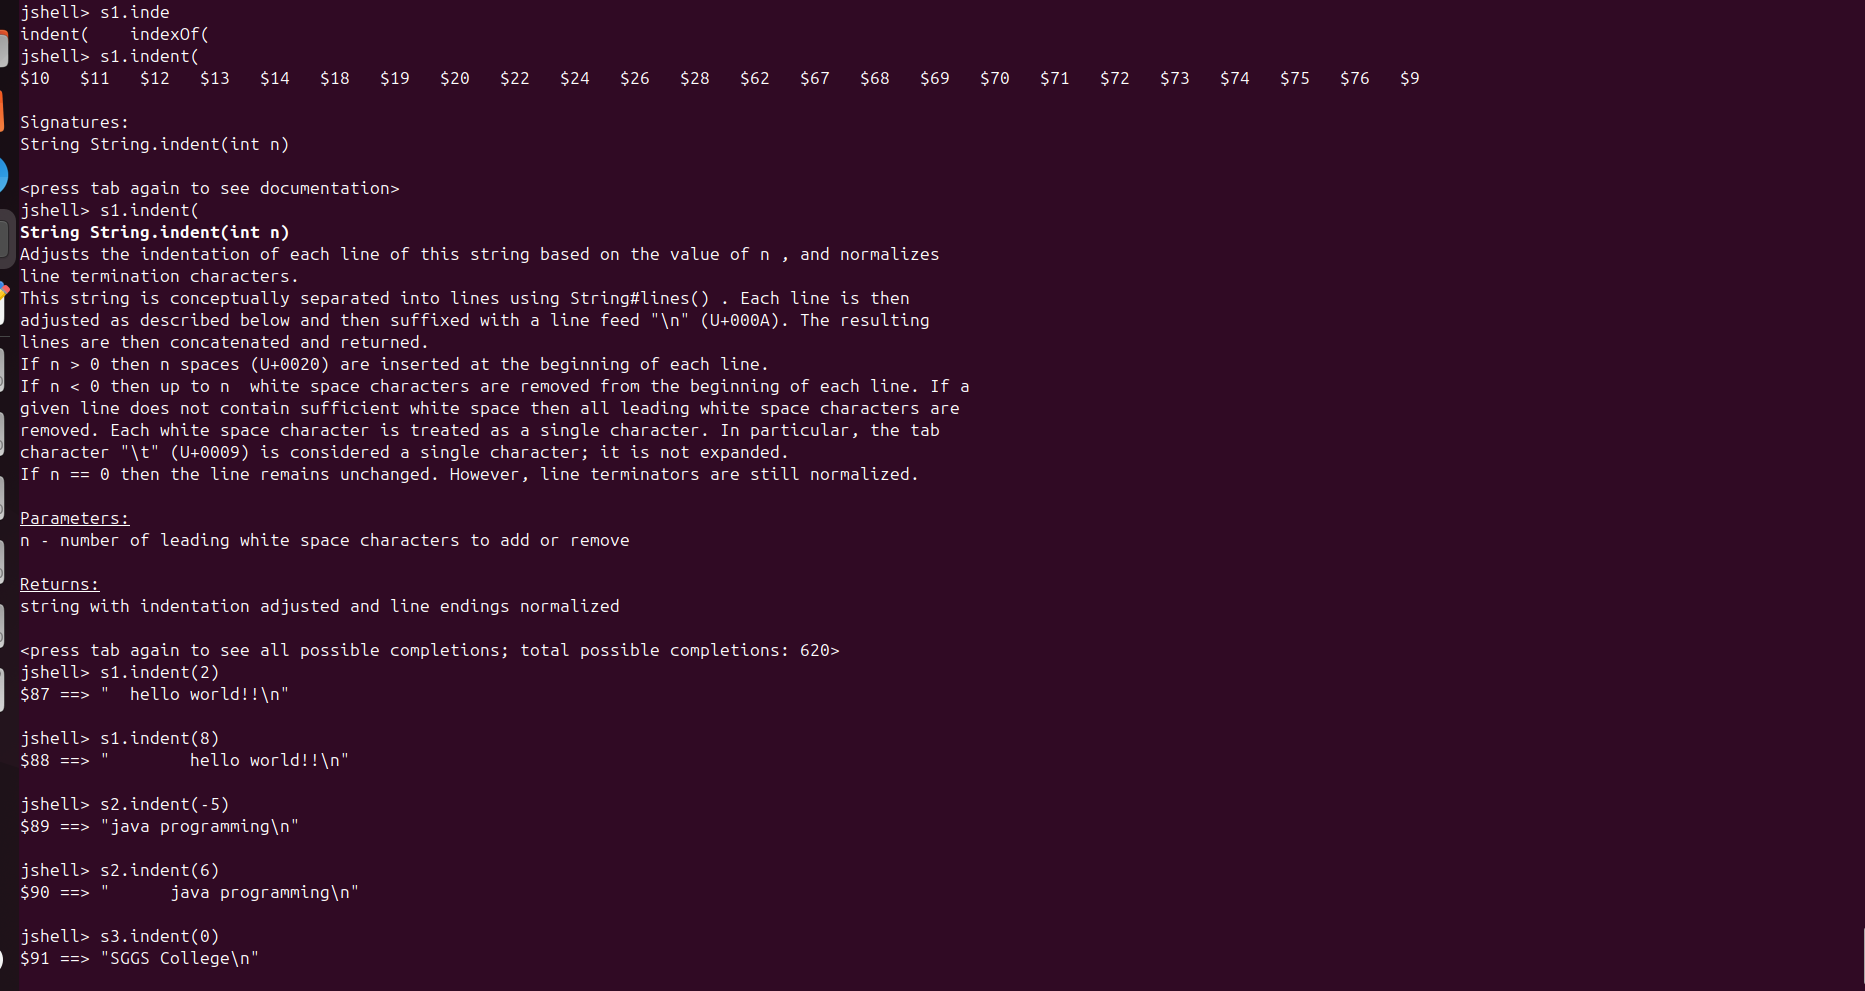 jshell> s1.inde
indent(    indexOf(
jshell> s1.indent(
$10   $11   $12   $13   $14   $18   $19   $20   $22   $24   $26   $28   $62   $67   $68   $69   $70   $71   $72   $73   $74   $75   $76   $9
Signatures:
String String.indent(int n)
<press tab again to see documentation>
jshell> s1.indent(
String String.indent(int n)
Adjusts the indentation of each line of this string based on the value of n , and normalizes
line termination characters.
This string is conceptually separated into lines using String#lines() . Each line is then
adjusted as described below and then suffixed with a line feed "\n" (U+000A). The resulting
lines are then concatenated and returned.
If n > 0 then n spaces (U+0020) are inserted at the beginning of each line.
If n < 0 then up to n  white space characters are removed from the beginning of each line. If a
given line does not contain sufficient white space then all leading white space characters are
removed. Each white space character is treated as a single character. In particular, the tab
character "\t" (U+0009) is considered a single character; it is not expanded.
If n == 0 then the line remains unchanged. However, line terminators are still normalized.
Parameters:
n - number of leading white space characters to add or remove
Returns:
string with indentation adjusted and line endings normalized
<press tab again to see all possible completions; total possible completions: 620>
jshell> s1.indent(2)
$87 ==> "  hello world!!\n"
jshell> s1.indent(8)
$88 ==> "        hello world!!\n"
jshell> s2.indent(-5)
$89 ==> "java programming\n"
jshell> s2.indent(6)
$90 ==> "      java programming\n"
jshell> s3.indent(0)
$91 ==> "SGGS College\n"